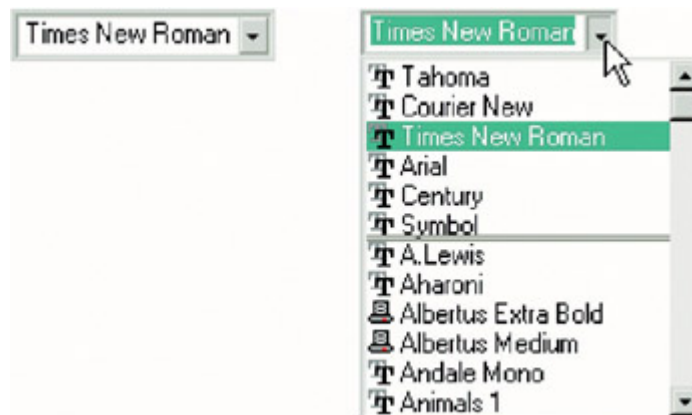 Times New Roman
Times New Roman
Tahoma
Courier New
Times New Roman
Arial
Century
Symbol
A.Lewis
Aharoni
Albertus Extra Bold
Albertus Medium
Andale Mono
Animals 1